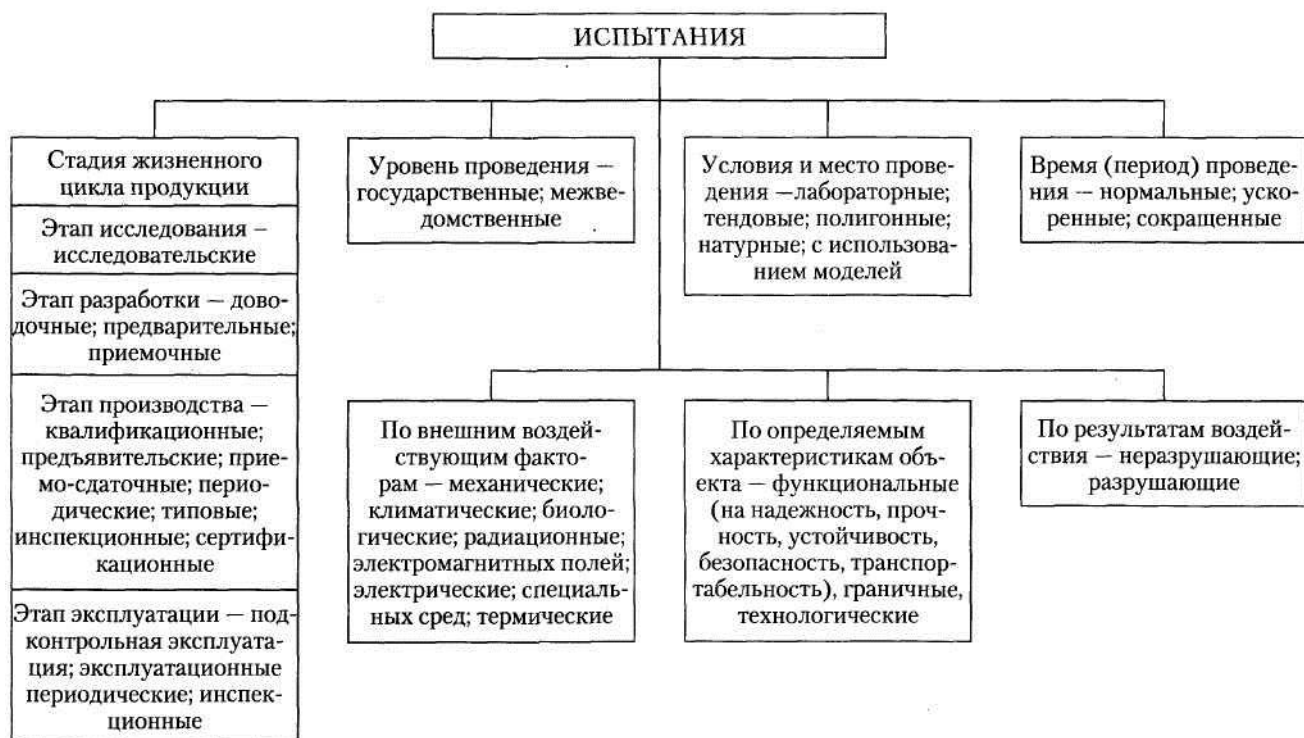 ИСПЫТАНИЯ
Стадия жизненного
цикла продукции
Этап исследования –
исследовательские
Этап разработки — дово-
дочные; предварительные;
приемочные
Этап производства —
квалификационные;
предъявительские; прие-
мо-сдаточные; перио-
дические; типовые;
инспекционные; сертифи-
кационные
Этап эксплуатации — под-
контрольная эксплуата-
ция; эксплуатационные
периодические; инспек-
ционные
Уровень проведения —
государственные; межве-
домственные
Условия и место прове-
дения —лабораторные;
тендовые; полигонные;
натурные; с использова-
нием моделей
Время (период) проведе-
ния — нормальные; уско-
ренные; сокращенные
По внешним воздей-
ствующим факто-
рам — механические;
климатические; биоло-
гические; радиационные;
электромагнитных полей;
электрические; специаль-
ных сред; термические
По определяемым
характеристикам объ-
екта — функциональные
(на надежность, проч-
ность, устойчивость,
безопасность, транспор-
табельность), граничные,
технологические
По результатам воздей-
ствия — неразрушающие;
разрушающие